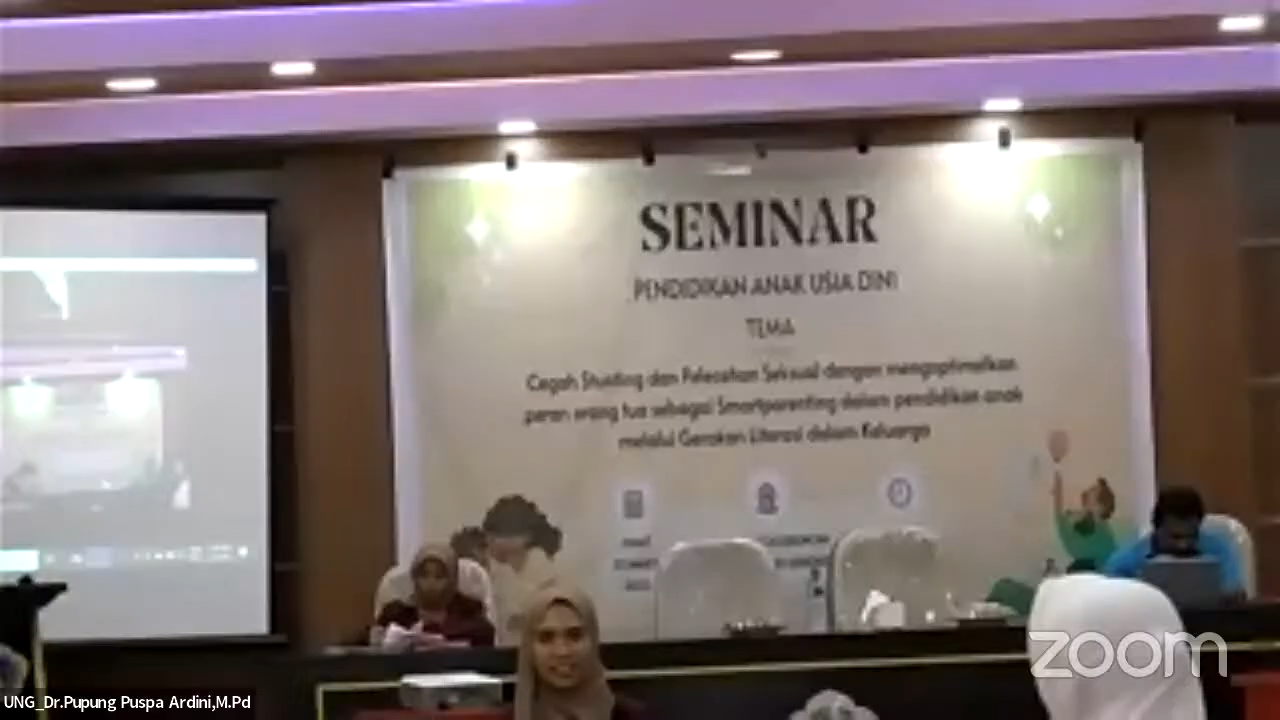 SEMINAR
PENDIDIKAN ANAK USIA DINI
TEMA
Cegah Stunting dan Pelecehan Seksual dengan mengoptimalkan
peran orang tua sebagai Smartparenting dalam pendidikan anak
melalui Gerakan Literasi dalam Keluarga
zoom
UNG_Dr.Pupung Puspa Ardini,M.Pd